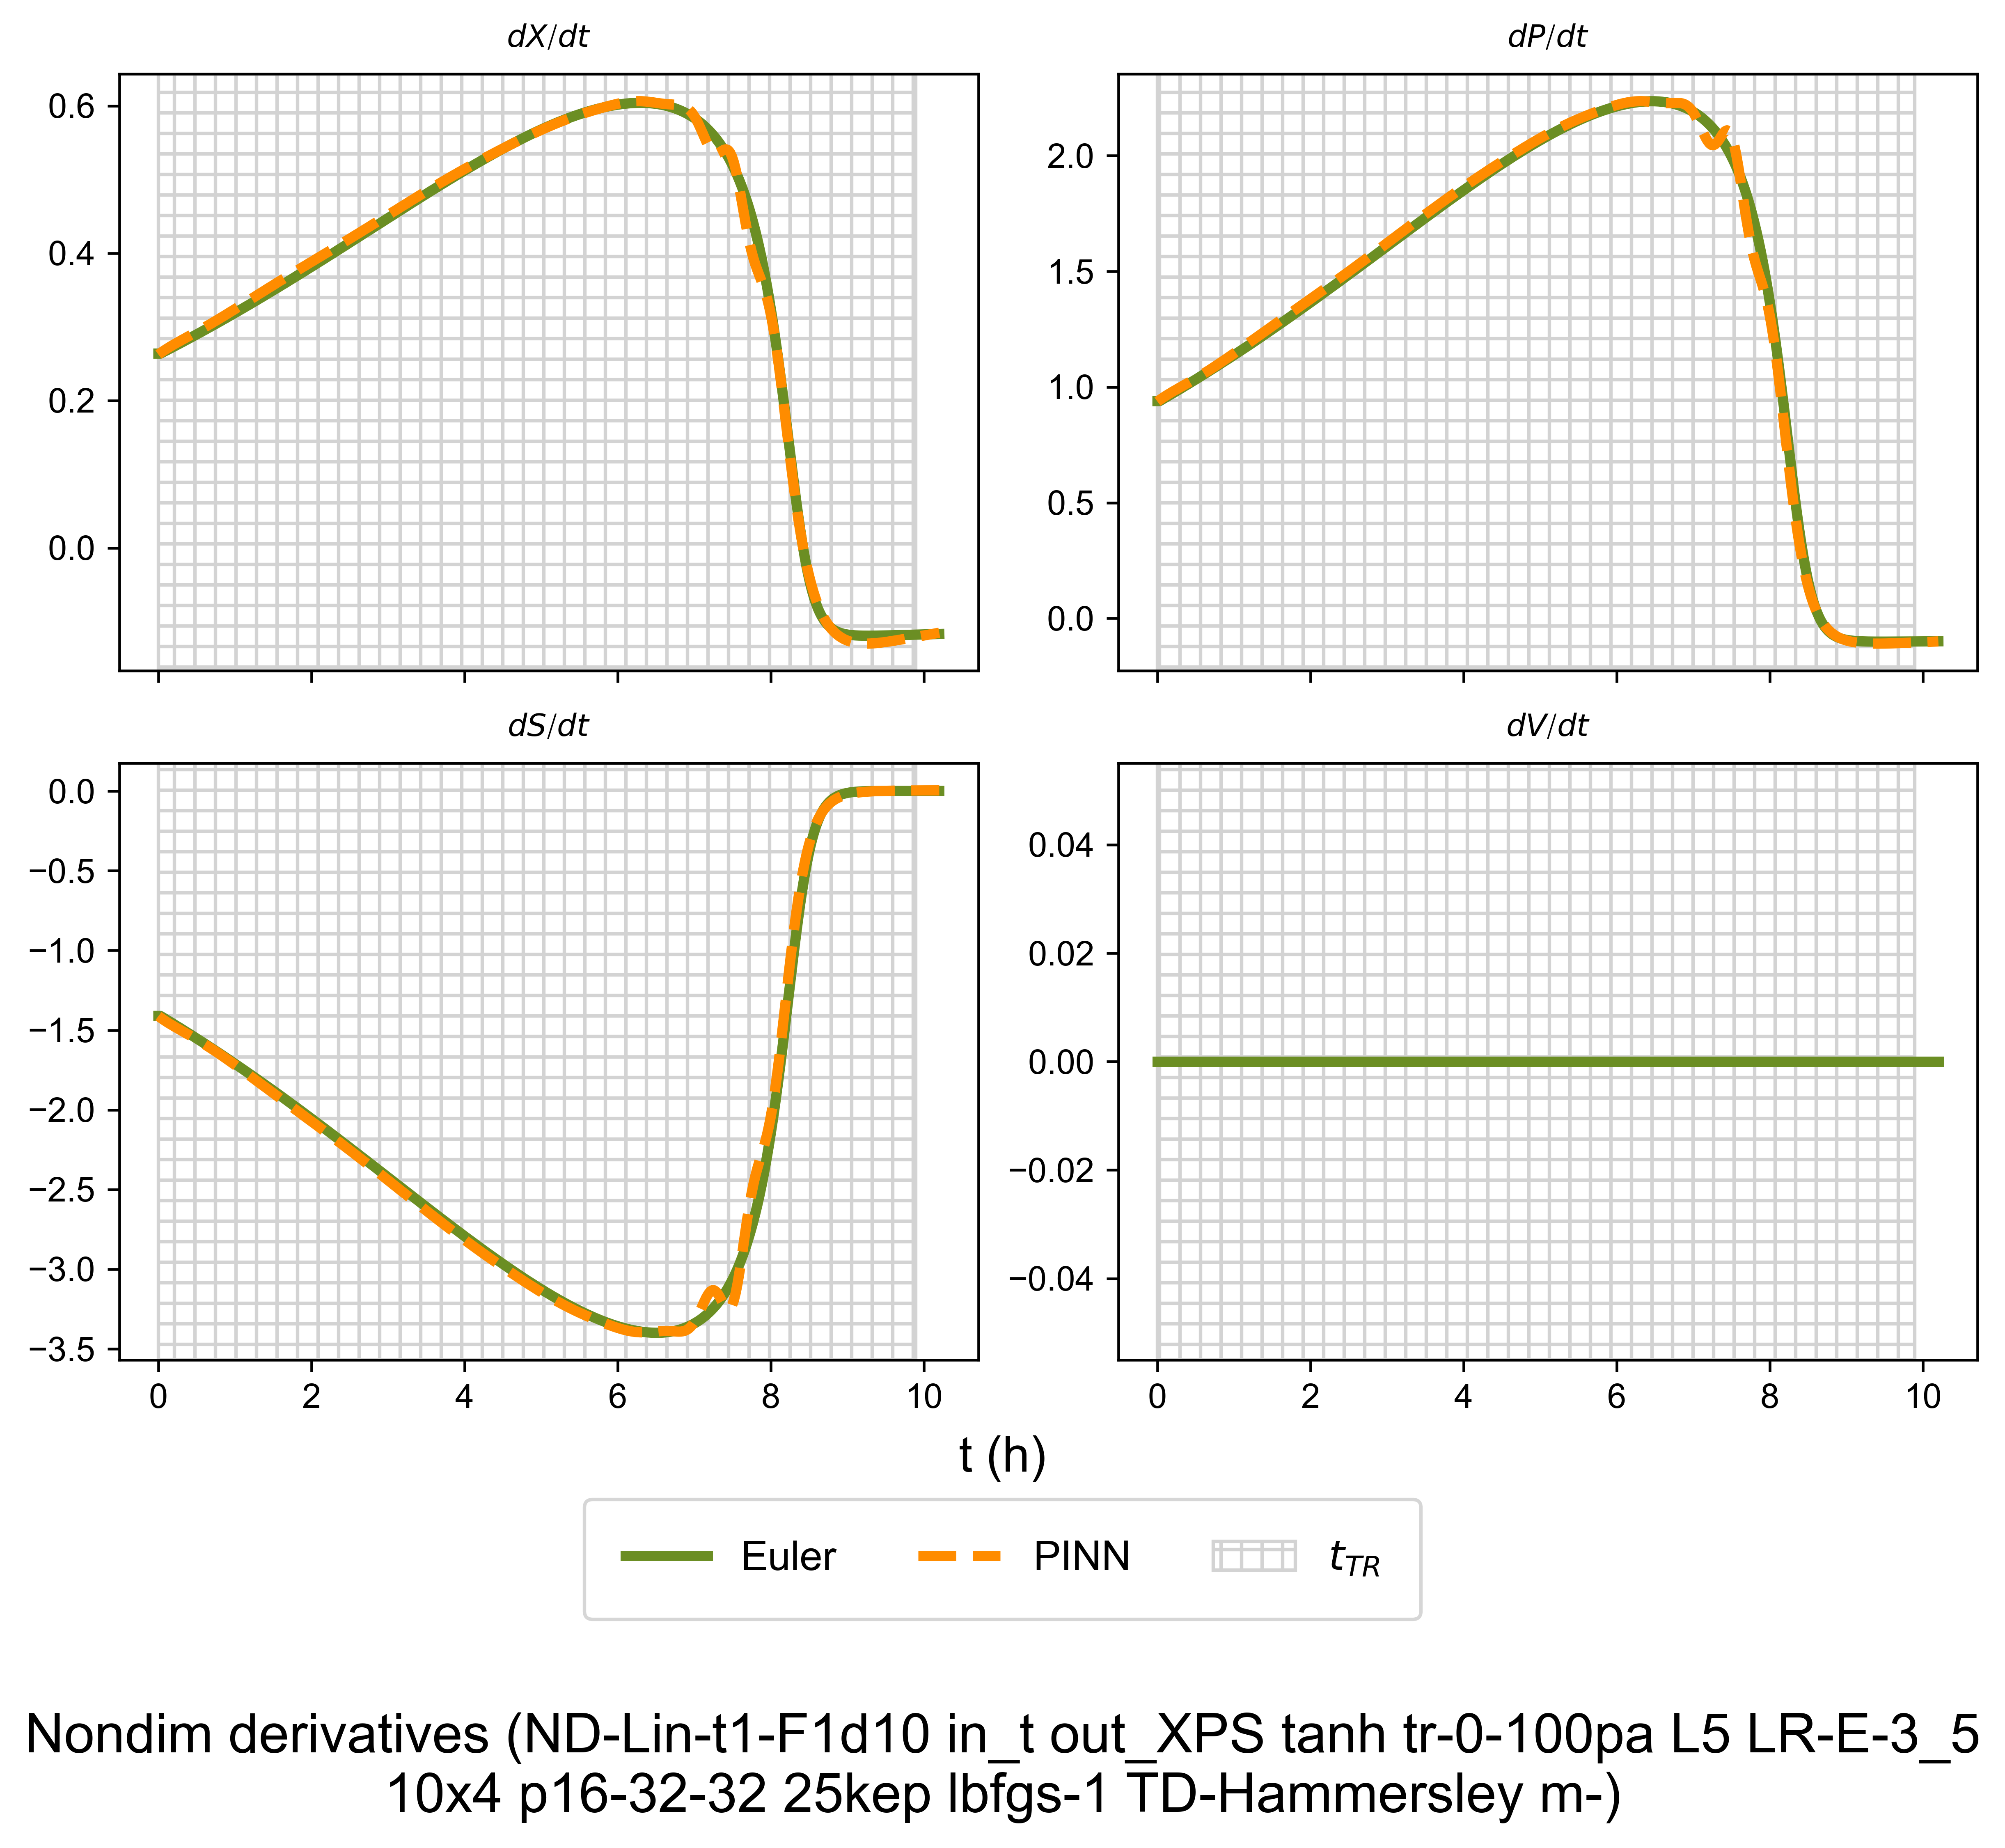 dX/dt
dP/dt
0.6
0.4
0.2
0.0
2.0
1.5
1.0
0.5
0.0
dS/dt
dV/dt
0.0
−0.5
−1.0
−1.5
−2.0
−2.5
−3.0
−3.5
0.04
0.02
0.00
−0.02
−0.04
0 2 4 6 8 10
0 2 4 6 8 10
t (h)
Euler PINN t_{TR}
Nondim derivatives (ND-Lin-t1-F1d10 in_t out_XPS tanh tr-0-100pa L5 LR-E-3_5
10x4 p16-32-32 25kep lbfgs-1 TD-Hammersley m-)